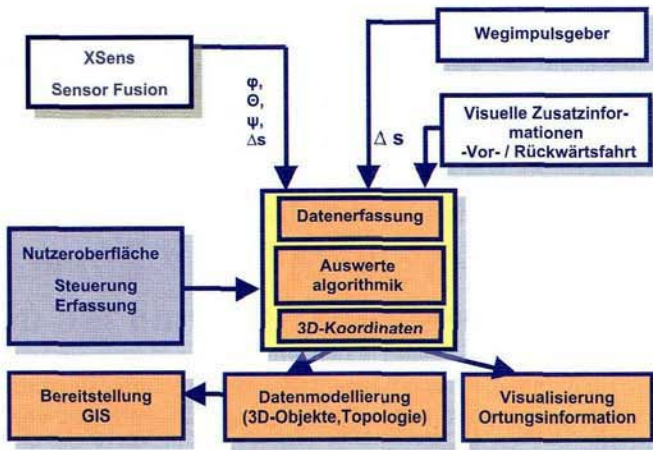 XSens
Sensor Fusion
φ,
Θ,
ψ,
Δs
Wegimpulsgeber
Δ s
Visuelle Zusatzinfor-
mationen
-Vor- / Rückwärtsfahrt
Datenerfassung
Auswerte
algorithmik
3D-Koordinaten
Nutzeroberfläche
Steuerung
Erfassung
Bereitstellung
GIS
Datenmodellierung
(3D-Objekte,Topologie)
Visualisierung
Ortungsinformation